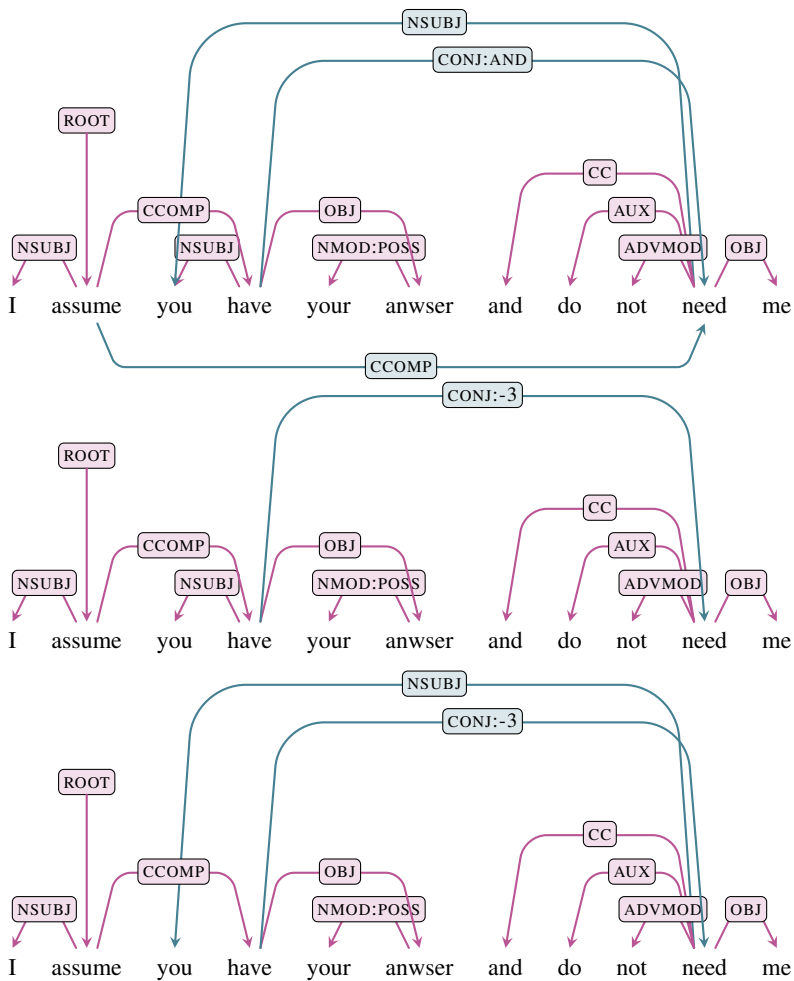 NSUBJ
CONJ:AND
ROOT
CC
CCOMP OBJ AUX
NSUBJ NSUBJ NMOD:POSS ADVMOD OBJ
I assume you have your anwser and do not need me
CCOMP
CONJ:-3
ROOT
CC
CCOMP OBJ AUX
NSUBJ NSUBJ NMOD:POSS ADVMOD OBJ
I assume you have your anwser and do not need me
NSUBJ
CONJ:-3
ROOT
CC
CCOMP OBJ AUX
NSUBJ NMOD:POSS ADVMOD OBJ
I assume you have your anwser and do not need me